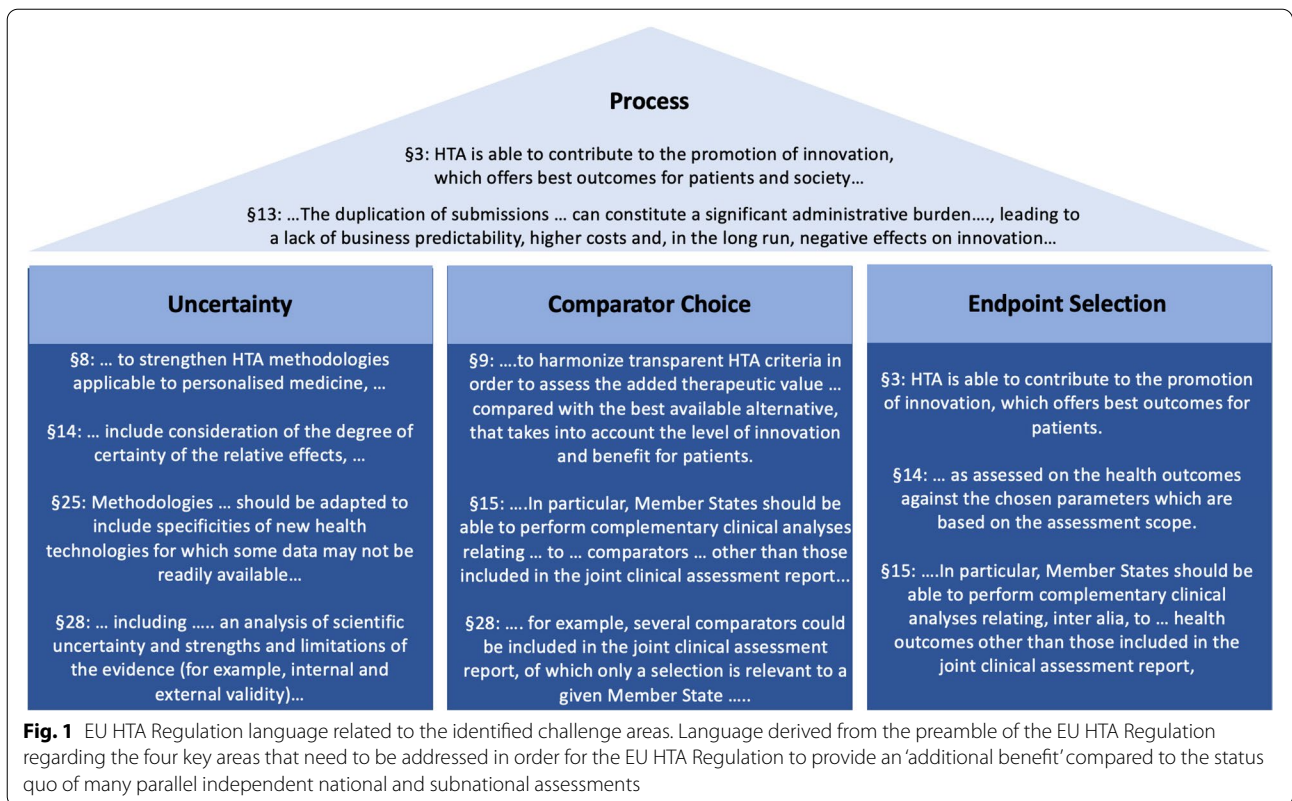 Process
§3: HTA is able to contribute to the promotion of innovation,
which offers best outcomes for patients and society…
§13: …The duplication of submissions … can constitute a significant administrative burden…., leading to
a lack of business predictability, higher costs and, in the long run, negative effects on innovation…
Uncertainty
§8: … to strengthen HTA methodologies
applicable to personalised medicine, …
§14: … include consideration of the degree of
certainty of the relative effects, …
§25: Methodologies … should be adapted to
include specificities of new health
technologies for which some data may not be
readily available…
§28: … including ….. an analysis of scientific
uncertainty and strengths and limitations of
the evidence (for example, internal and
external validity)…
Comparator Choice
§9: ….to harmonize transparent HTA criteria in
order to assess the added therapeutic value …
compared with the best available alternative,
that takes into account the level of innovation
and benefit for patients.
§15: ….In particular, Member States should be
able to perform complementary clinical analyses
relating … to … comparators … other than those
included in the joint clinical assessment report…
§28: …. for example, several comparators could
be included in the joint clinical assessment
report, of which only a selection is relevant to a
given Member State …..
Endpoint Selection
§3: HTA is able to contribute to the promotion
of innovation, which offers best outcomes for
patients.
§14: … as assessed on the health outcomes
against the chosen parameters which are
based on the assessment scope.
§15: ….In particular, Member States should be
able to perform complementary clinical
analyses relating, inter alia, to … health
outcomes other than those included in the
joint clinical assessment report,
Fig. 1 EU HTA Regulation language related to the identified challenge areas. Language derived from the preamble of the EU HTA Regulation
regarding the four key areas that need to be addressed in order for the EU HTA Regulation to provide an 'additional benefit' compared to the status
quo of many parallel independent national and subnational assessments